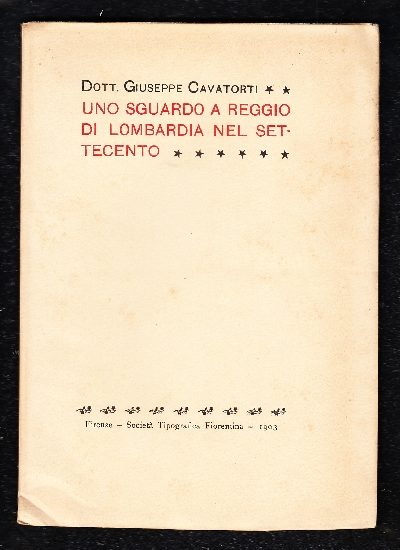 DOTT. GIUSEPPE CAVATORTI ★ ★
UNO SGUARDO A REGGIO
DI LOMBARDIA NEL SET-
TECENTO ★ ★ ★ ★ ★ ★
Firenze – Società Tipografica Fiorentina – 1903